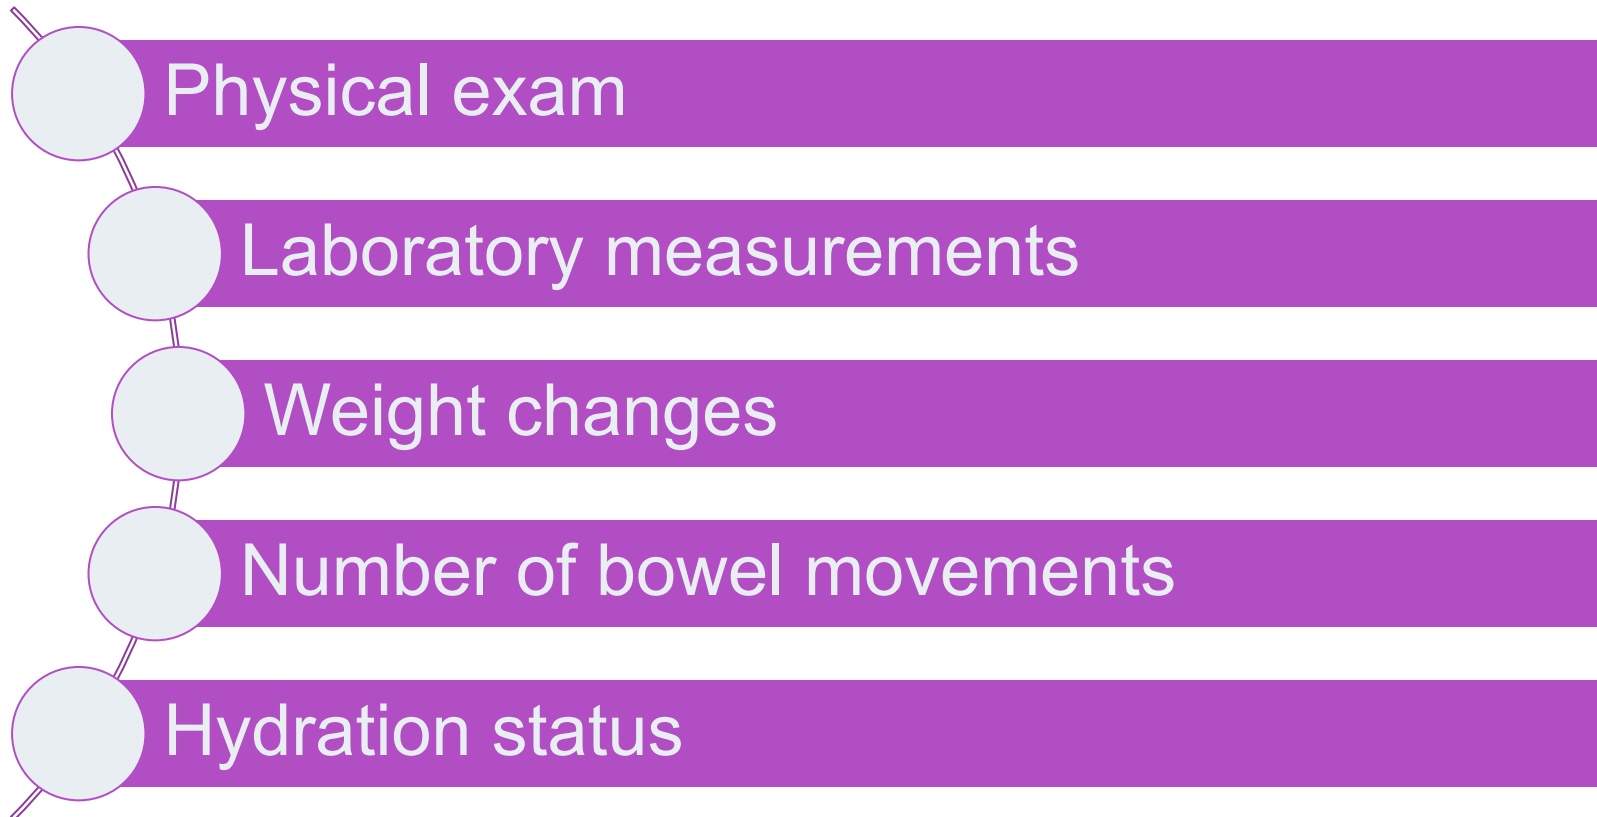 Physical exam
Laboratory measurements
Weight changes
Number of bowel movements
Hydration status